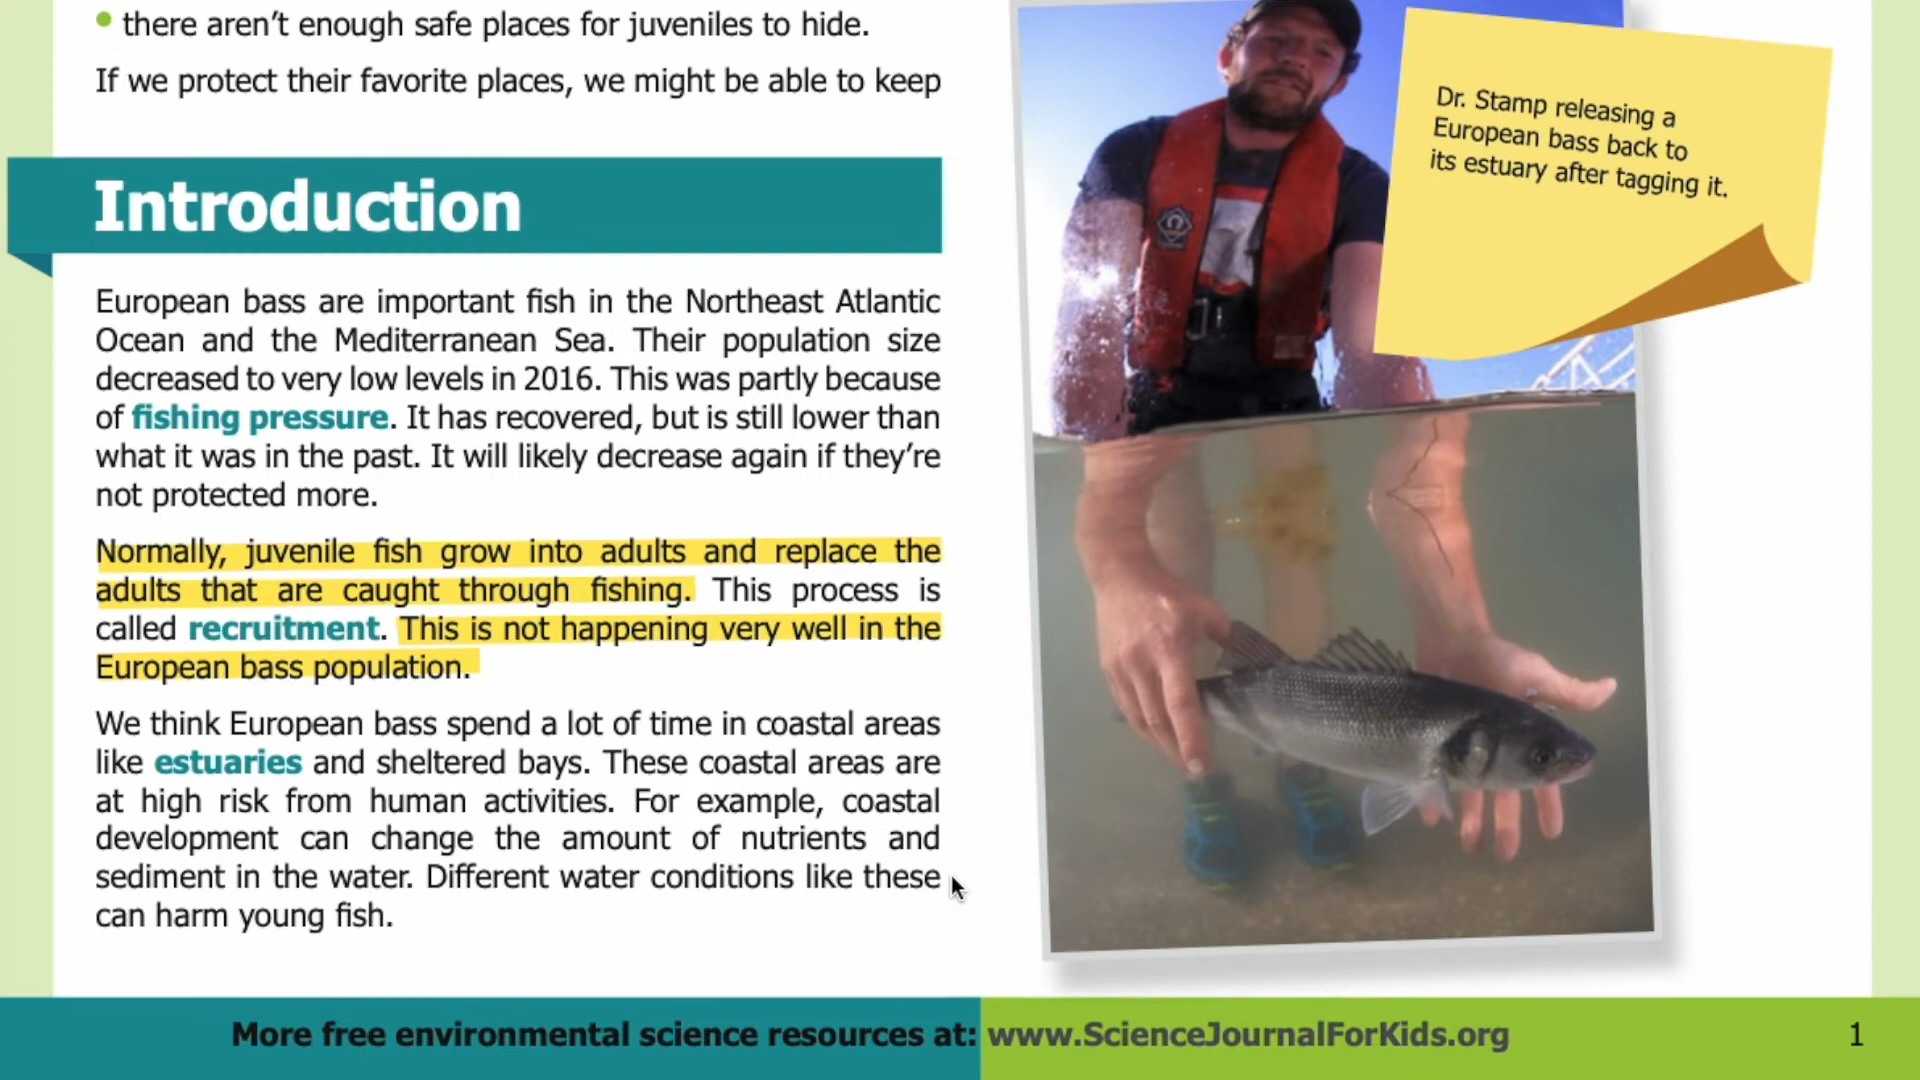 there aren't enough safe places for juveniles to hide.
If we protect their favorite places, we might be able to keep
Introduction
European bass are important fish in the Northeast Atlantic
Ocean and the Mediterranean Sea. Their population size
decreased to very low levels in 2016. This was partly because
of fishing pressure. It has recovered, but is still lower than
what it was in the past. It will likely decrease again if they're
not protected more.
Normally, juvenile fish grow into adults and replace the
adults that are caught through fishing. This process is
called recruitment. This is not happening very well in the
European bass population.
We think European bass spend a lot of time in coastal areas
like estuaries and sheltered bays. These coastal areas are
at high risk from human activities. For example, coastal
development can change the amount of nutrients and
sediment in the water. Different water conditions like these
can harm young fish.
Dr. Stamp releasing a
European bass back to
its estuary after tagging it.
More free environmental science resources at: www.ScienceJournalForKids.org
1